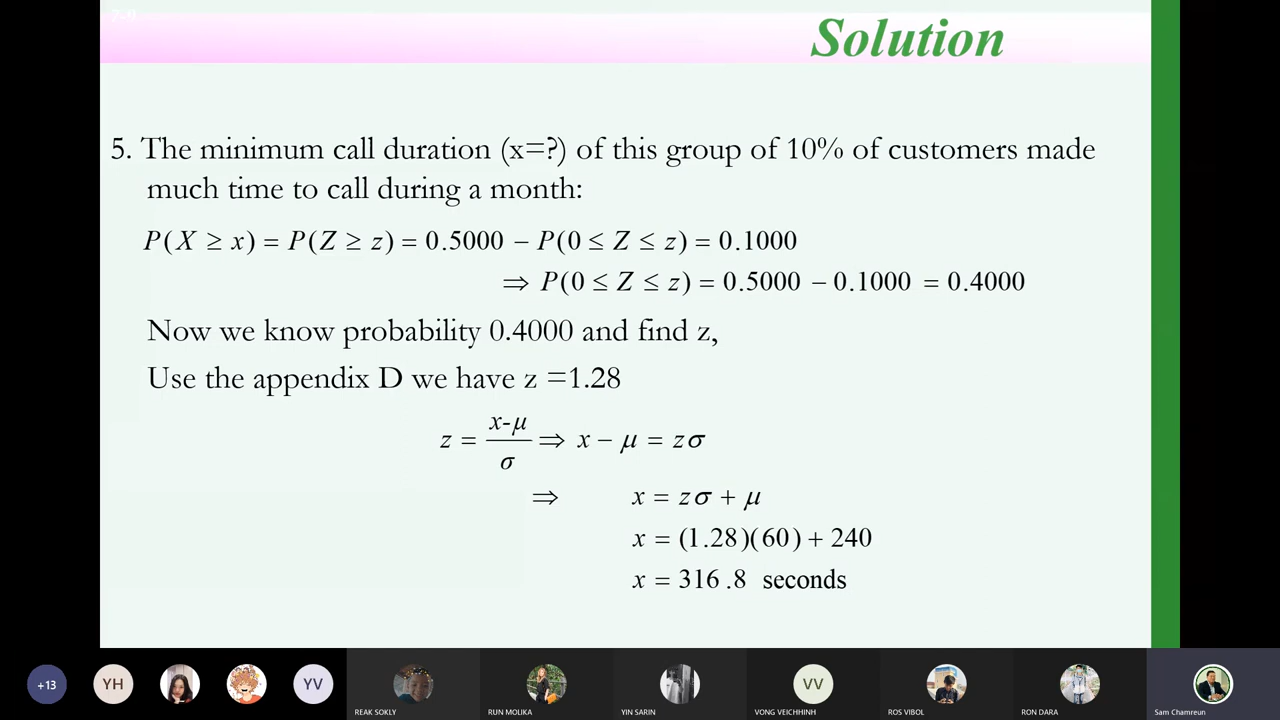 Solution
5. The minimum call duration (x=?) of this group of 10% of customers made
much time to call during a month:
P(X ≥ x) = P(Z ≥ z) = 0.5000 − P(0 ≤ Z ≤ z) = 0.1000
⇒ P(0 ≤ Z ≤ z) = 0.5000 − 0.1000 = 0.4000
Now we know probability 0.4000 and find z,
Use the appendix D we have z =1.28
z = x-μ/σ ⇒ x − μ = zσ
⇒ x = zσ + μ
x = (1.28)(60) + 240
x = 316.8 seconds
+13 YH YV VV
REAK SOKLY RUN MOLIKA YIN SARIN VONG VEICHHINH ROS VIBOL RON DARA Sam Chamreun